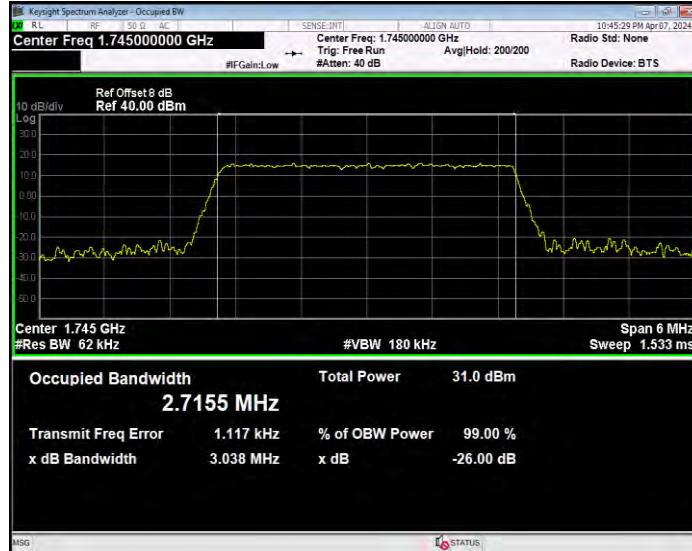 Keysight Spectrum Analyzer - Occupied BW
RL RF 50 Ω AC SENSE:INT ALIGN AUTO 10:45:29 PM Apr 07, 2024
Center Freq 1.745000000 GHz Center Freq: 1.745000000 GHz Radio Std: None
Trig: Free Run Avg|Hold: 200/200
#IFGain:Low #Atten: 40 dB Radio Device: BTS
Ref Offset 8 dB
10 dB/div Ref 40.00 dBm
Log
30.0
20.0
10.0
0.00
-10.0
-20.0
-30.0
-40.0
-50.0
Center 1.745 GHz Span 6 MHz
#Res BW 62 kHz #VBW 180 kHz Sweep 1.533 ms
Occupied Bandwidth Total Power 31.0 dBm
2.7155 MHz
Transmit Freq Error 1.117 kHz % of OBW Power 99.00 %
x dB Bandwidth 3.038 MHz x dB -26.00 dB
MSG STATUS